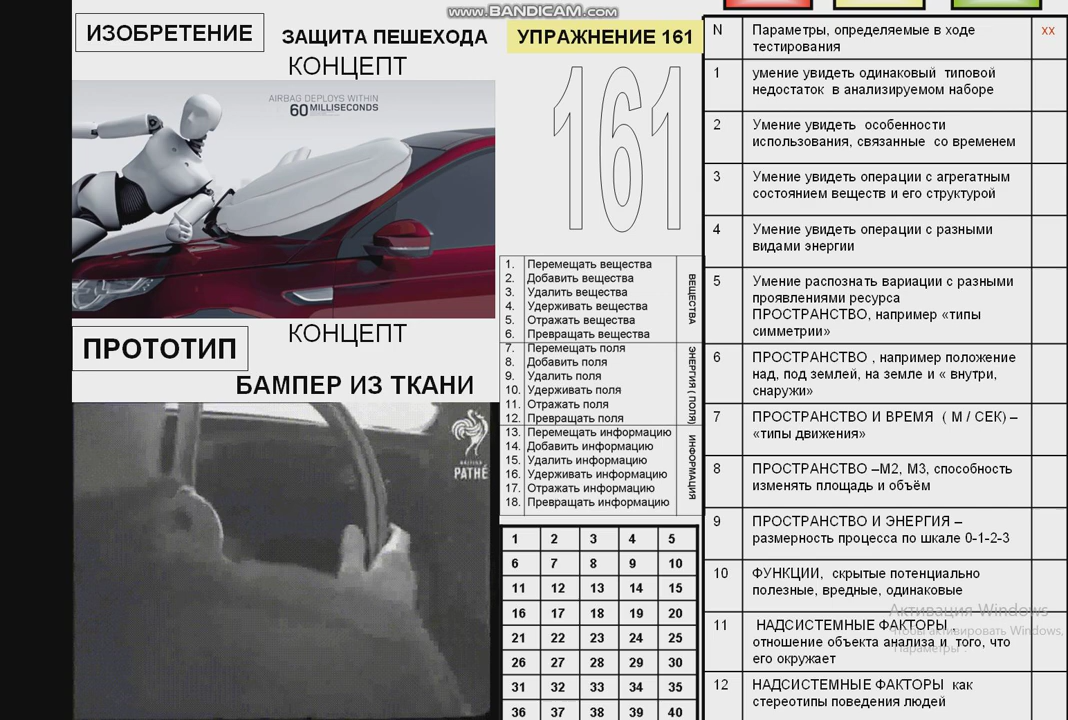 www.BANDICAM.com
ИЗОБРЕТЕНИЕ
ЗАЩИТА ПЕШЕХОДА
КОНЦЕПТ
AIRBAG DEPLOYS WITHIN
60 MILLISECONDS
КОНЦЕПТ
ПРОТОТИП
БАМПЕР ИЗ ТКАНИ
BRITISH
PATHÉ
УПРАЖНЕНИЕ 161
161
1. Перемещать вещества
2. Добавить вещества
3. Удалить вещества
4. Удерживать вещества
5. Отражать вещества
6. Превращать вещества
ВЕЩЕСТВА
7. Перемещать поля
8. Добавить поля
9. Удалить поля
10. Удерживать поля
11. Отражать поля
12. Превращать поля
ЭНЕРГИЯ ( ПОЛЯ)
13. Перемещать информацию
14. Добавить информацию
15. Удалить информацию
16. Удерживать информацию
17. Отражать информацию
18. Превращать информацию
ИНФОРМАЦИЯ
1 2 3 4 5
6 7 8 9 10
11 12 13 14 15
16 17 18 19 20
21 22 23 24 25
26 27 28 29 30
31 32 33 34 35
36 37 38 39 40
N Параметры, определяемые в ходе xx
тестирования
1 умение увидеть одинаковый типовой
недостаток в анализируемом наборе
2 Умение увидеть особенности
использования, связанные со временем
3 Умение увидеть операции с агрегатным
состоянием веществ и его структурой
4 Умение увидеть операции с разными
видами энергии
5 Умение распознать вариации с разными
проявлениями ресурса
ПРОСТРАНСТВО, например «типы
симметрии»
6 ПРОСТРАНСТВО , например положение
над, под землей, на земле и « внутри,
снаружи»
7 ПРОСТРАНСТВО И ВРЕМЯ ( М / СЕК) –
«типы движения»
8 ПРОСТРАНСТВО –М2, М3, способность
изменять площадь и объём
9 ПРОСТРАНСТВО И ЭНЕРГИЯ –
размерность процесса по шкале 0-1-2-3
10 ФУНКЦИИ, скрытые потенциально
полезные, вредные, одинаковые
Активация Windows
Чтобы активировать Windows,
"Параметры".
11 НАДСИСТЕМНЫЕ ФАКТОРЫ ,
отношение объекта анализа и того, что
его окружает
12 НАДСИСТЕМНЫЕ ФАКТОРЫ как
стереотипы поведения людей